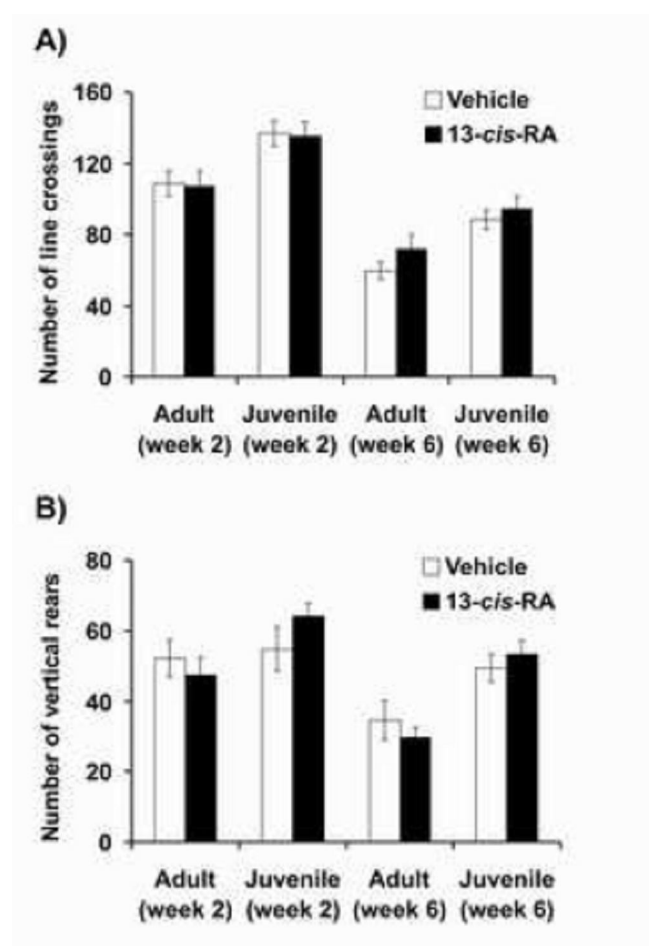 A)
Number of line crossings
160
120
80
40
0
Vehicle
13-cis-RA
Adult Juvenile Adult Juvenile
(week 2) (week 2) (week 6) (week 6)
B)
Number of vertical rears
80
60
40
20
0
Vehicle
13-cis-RA
Adult Juvenile Adult Juvenile
(week 2) (week 2) (week 6) (week 6)